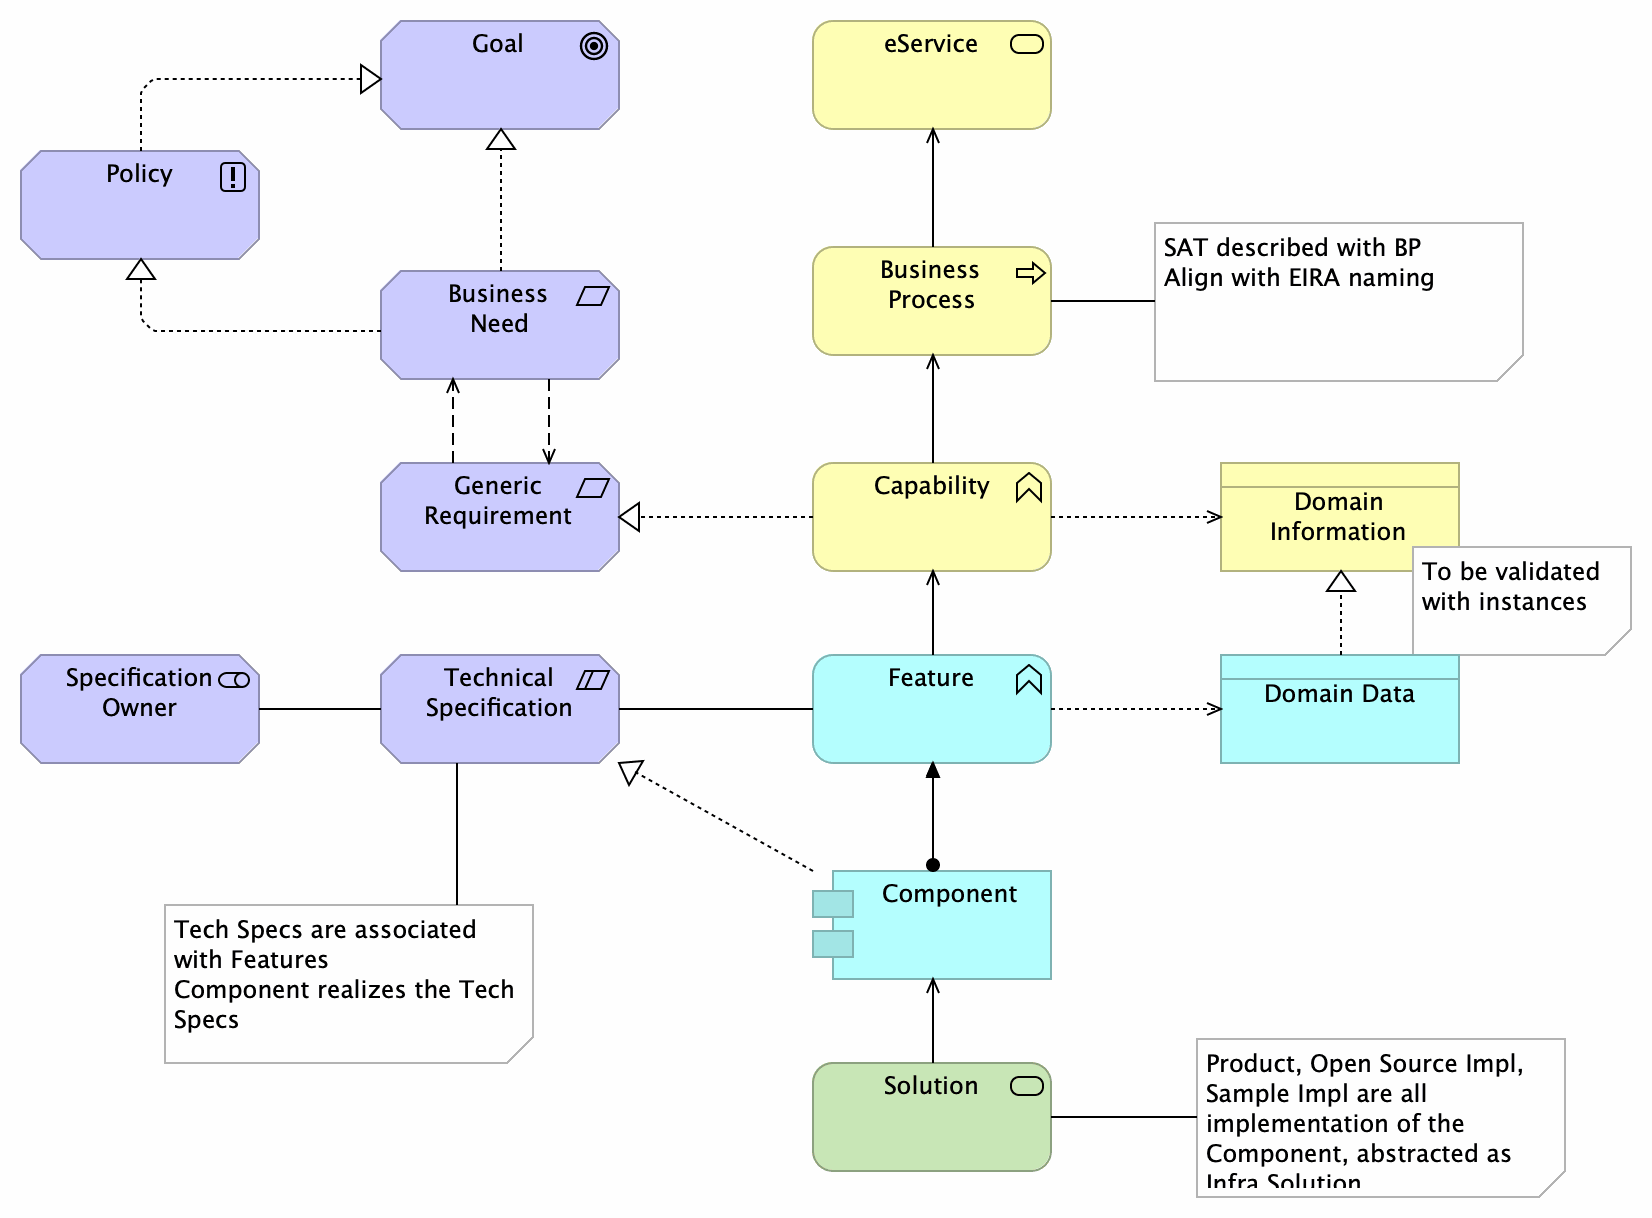 Goal
eService
Policy
Business
Need
Business
Process
SAT described with BP
Align with EIRA naming
Generic
Requirement
Capability
Domain
Information
To be validated
with instances
Specification
Owner
Technical
Specification
Feature
Domain Data
Component
Tech Specs are associated
with Features
Component realizes the Tech
Specs
Solution
Product, Open Source Impl,
Sample Impl are all
implementation of the
Component, abstracted as
Infra Solution